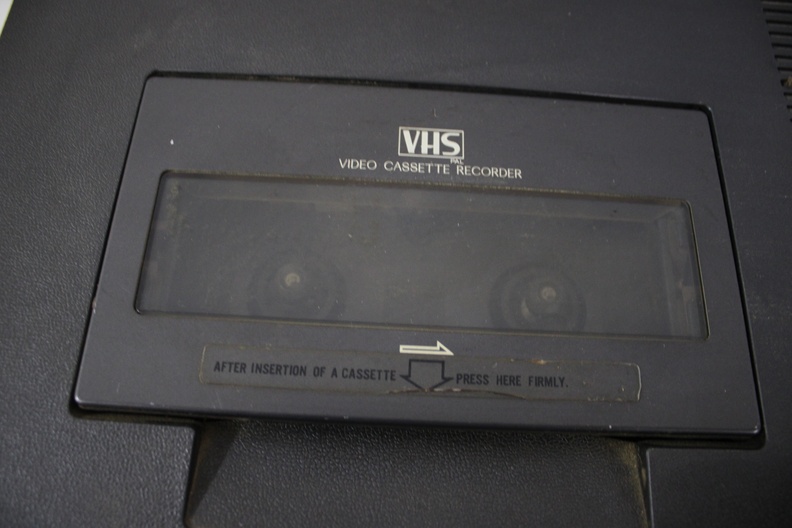 VHS
PAL
VIDEO CASSETTE RECORDER
AFTER INSERTION OF A CASSETTE PRESS HERE FIRMLY.